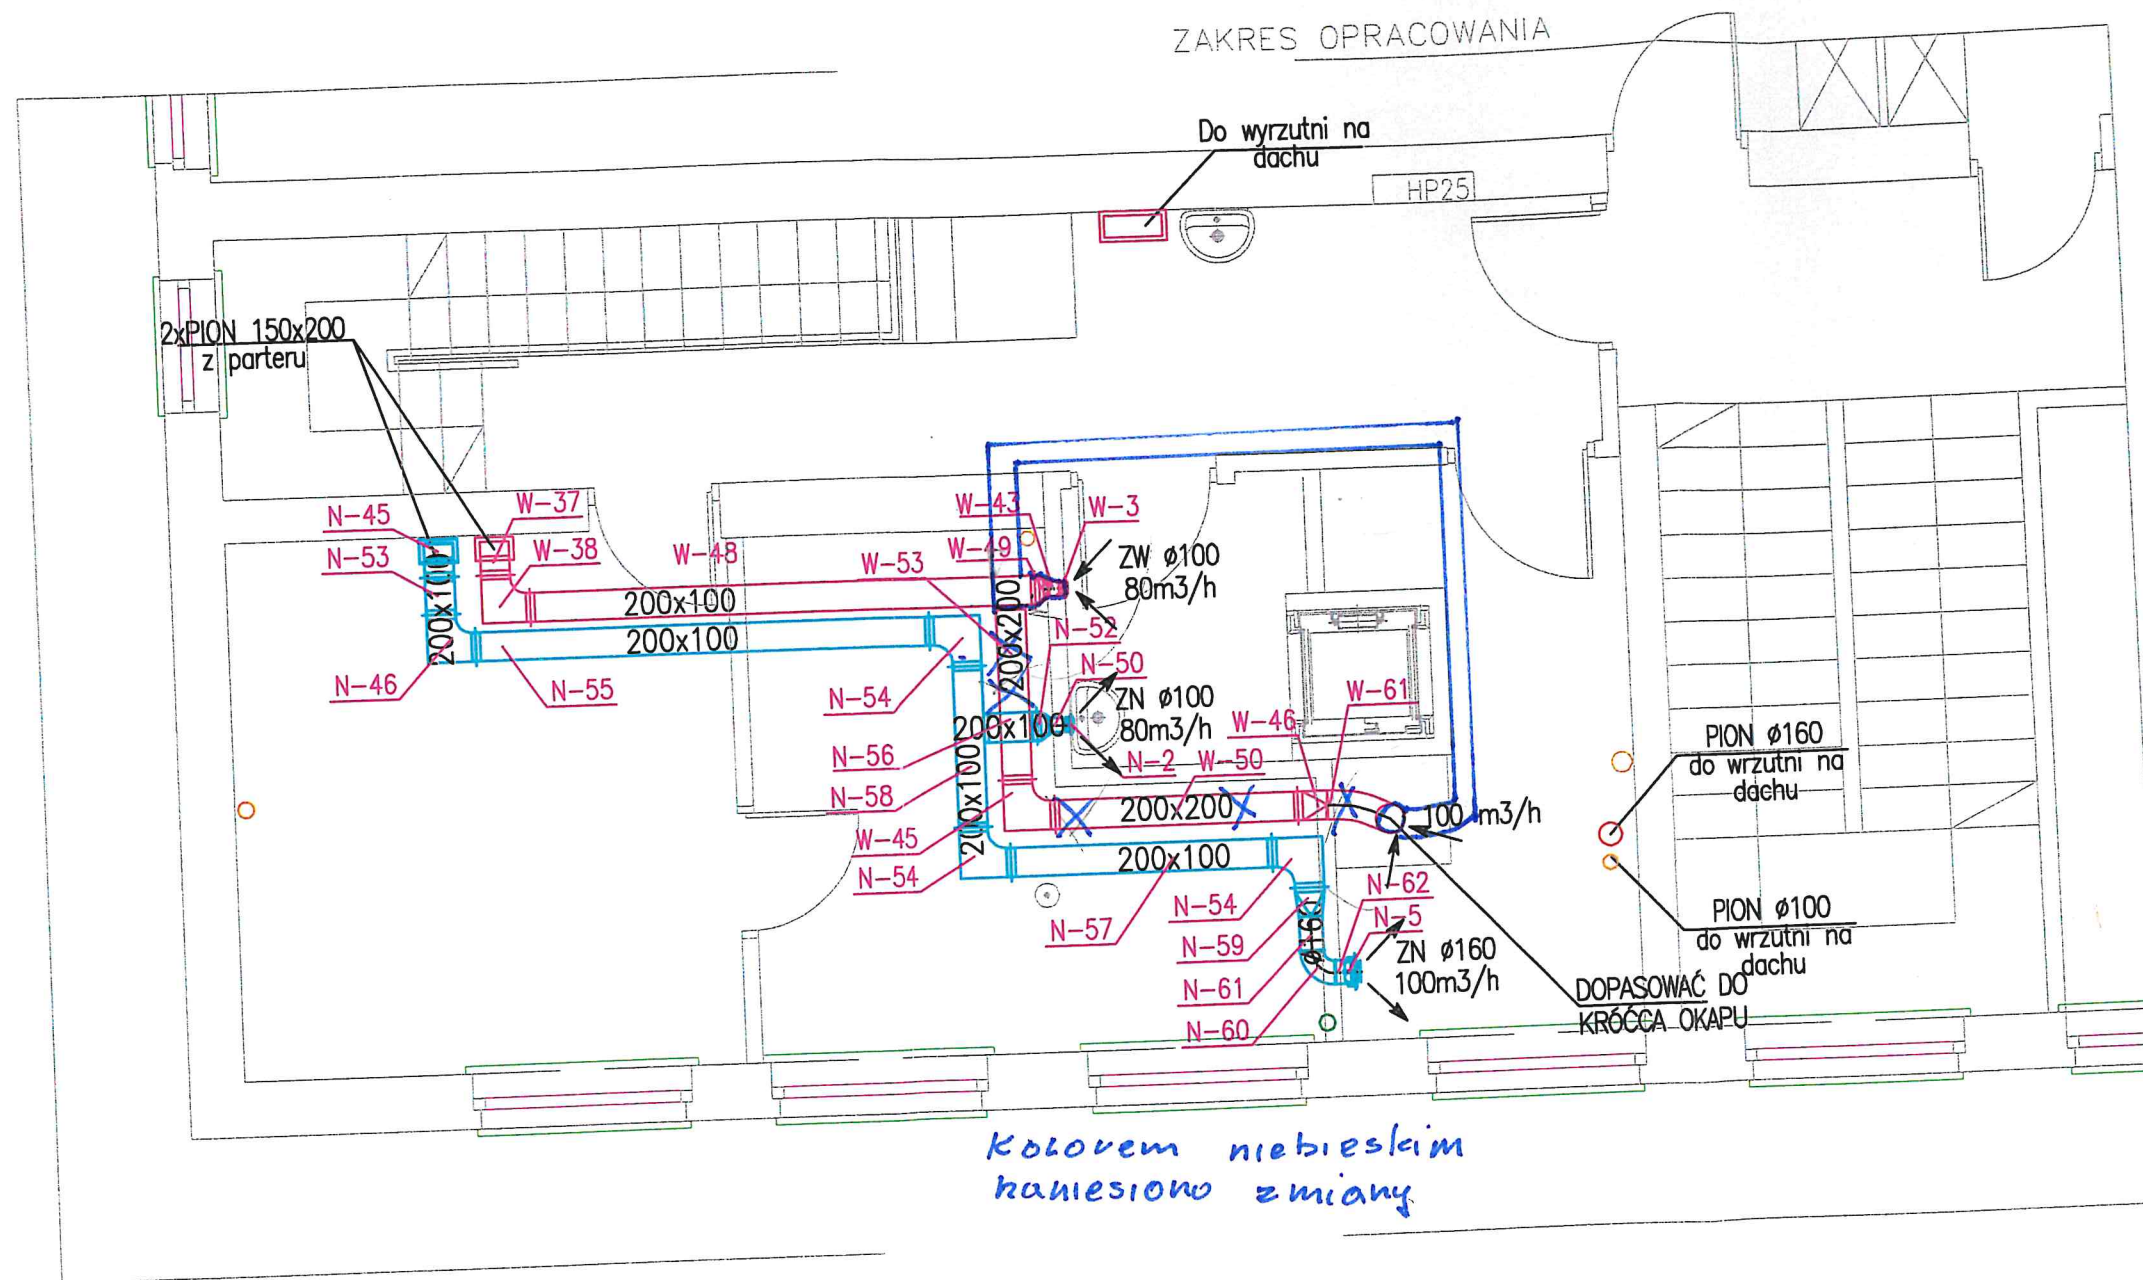 ZAKRES OPRACOWANIA
Do wyrzutni na
dachu
HP25
2xPION 150x200
z parteru
N-45
W-37
N-53
W-38
W-48
W-43
W-3
W-49
W-53
ZW ø100
80m3/h
200x100
200x100
200x100
200x200
N-52
N-50
N-46
N-55
N-54
ZN ø100
80m3/h
W-61
W-46
200x100
N-56
N-2
W-50
N-58
200x100
200x200
100 m3/h
W-45
N-54
200x100
N-62
N-54
N-5
N-57
N-59
ø160
ZN ø160
100m3/h
N-61
N-60
PION ø160
do wrzutni na
dachu
PION ø100
do wrzutni na
dachu
DOPASOWAĆ DO
KRÓĆCA OKAPU
Kolorem niebieskim
naniesiono zmiany